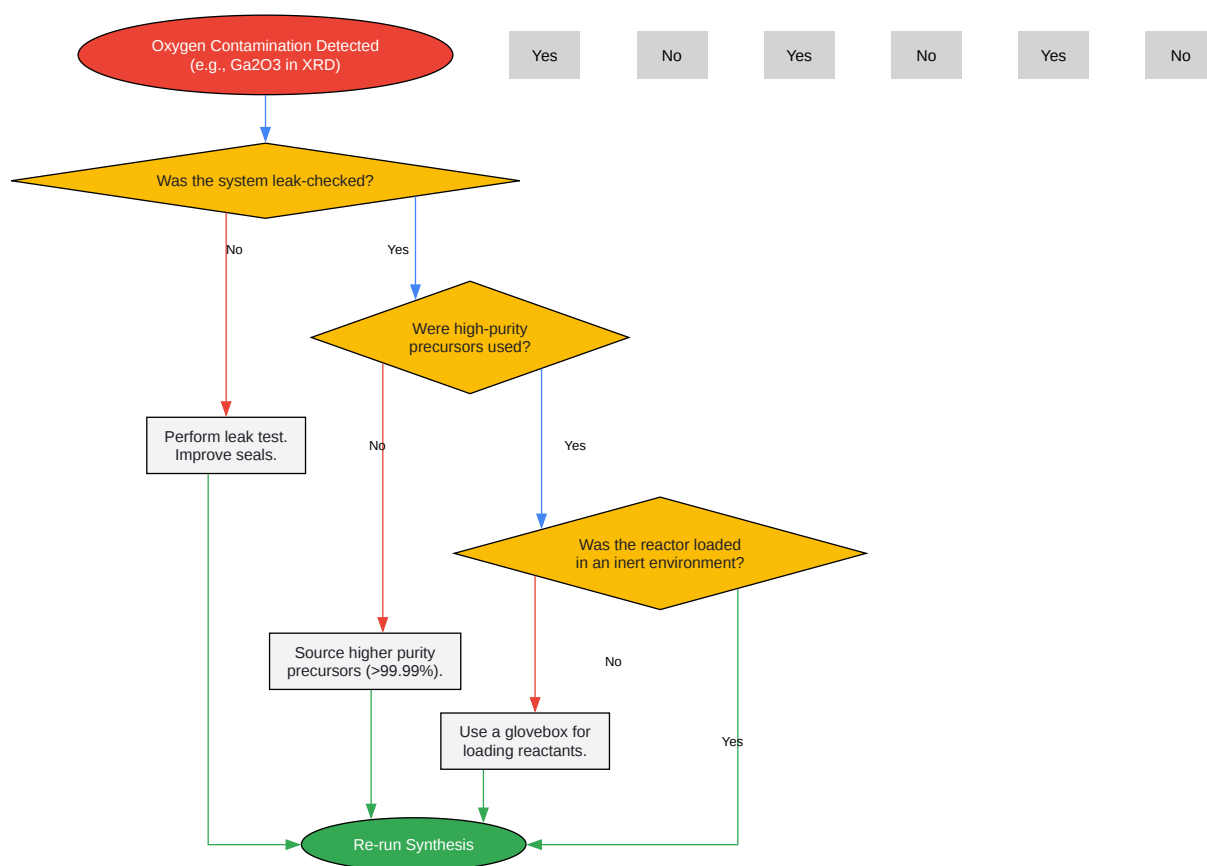 Oxygen Contamination Detected
(e.g., Ga2O3 in XRD)
Yes
No
Yes
No
Yes
No
Was the system leak-checked?
No
Yes
Were high-purity
precursors used?
Perform leak test.
Improve seals.
No
Yes
Was the reactor loaded
in an inert environment?
Source higher purity
precursors (>99.99%).
No
Use a glovebox for
loading reactants.
Yes
Re-run Synthesis